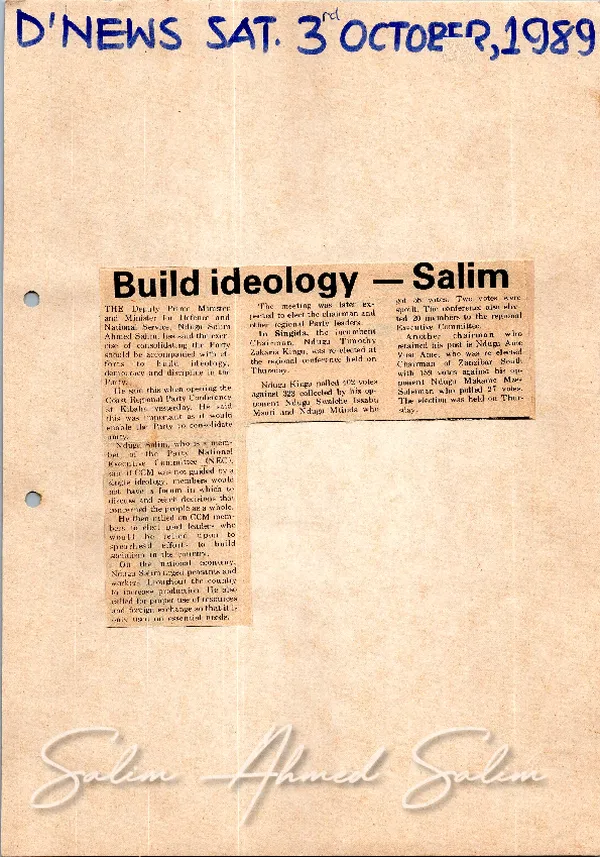 D'NEWS SAT. 3rd OCTOBER, 1989
Build ideology — Salim
THE Deputy Prime Minister
and Minister for Defence and
National Service, Ndugu Salim
Ahmed Salim, has said the exer-
cise of consolidating the Party
should be accompanied with ef-
forts to build ideology,
democracy and discipline in the
Party.
He said this when opening the
Coast Regional Party Conference
at Kibaha yesterday. He said
this was important as it would
enable the Party to consolidate
unity.
Ndugu Salim, who is a mem-
ber of the Party National
Executive Committee (NEC),
said if CCM was not guided by a
single ideology, members would
not have a forum in which to
discuss and reach decisions that
concerned the people as a whole.
He then called on CCM mem-
bers to elect good leaders who
would be relied upon to
spearhead efforts to build
socialism in the country.
On the national economy,
Ndugu Salim urged peasants and
workers throughout the country
to increase production. He also
called for proper use of resources
and foreign exchange so that it is
only used on essential needs.
The meeting was later ex-
pected to elect the chairman and
other regional Party leaders.
In Singida, the incumbent
Chairman, Ndugu Timothy
Zakaria Kingu, was re-elected at
the regional conference held on
Thursday.
Ndugu Kingu polled 402 votes
against 323 collected by his op-
ponent Ndugu Swalehe
and Ndugu who
got votes. Two votes were
spoilt. The conference also elec-
ted 20 members to the regional
Executive Committee.
Another chairman who
retained his post is Ndugu Ame
Vuai Ame, who was re-elected
Chairman of Zanzibar South
with votes against his op-
ponent Ndugu Makame
Suleiman who polled 27 votes.
The election was held on Thur-
sday.
Salim Ahmed Salim